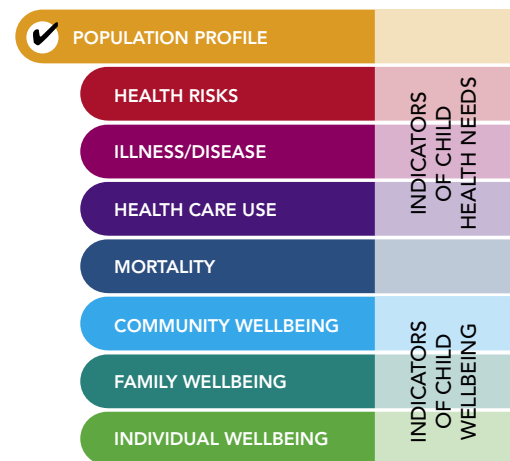 POPULATION PROFILE
HEALTH RISKS
ILLNESS/DISEASE
HEALTH CARE USE
MORTALITY
COMMUNITY WELLBEING
FAMILY WELLBEING
INDIVIDUAL WELLBEING
INDICATORS
OF CHILD
HEALTH NEEDS
INDICATORS
OF CHILD
WELLBEING